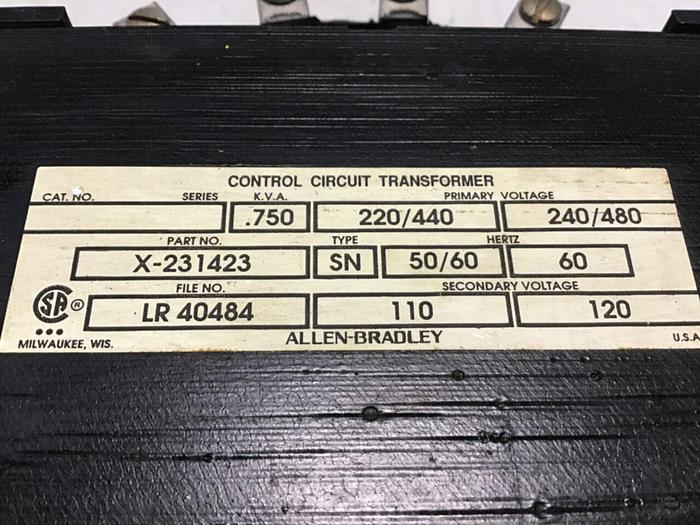 CONTROL CIRCUIT TRANSFORMER
CAT. NO. SERIES K.V.A. PRIMARY VOLTAGE
.750 220/440 240/480
PART NO. TYPE HERTZ
X-231423 SN 50/60 60
FILE NO. SECONDARY VOLTAGE
SA ® LR 40484 110 120
MILWAUKEE, WIS. ALLEN-BRADLEY U.S.A